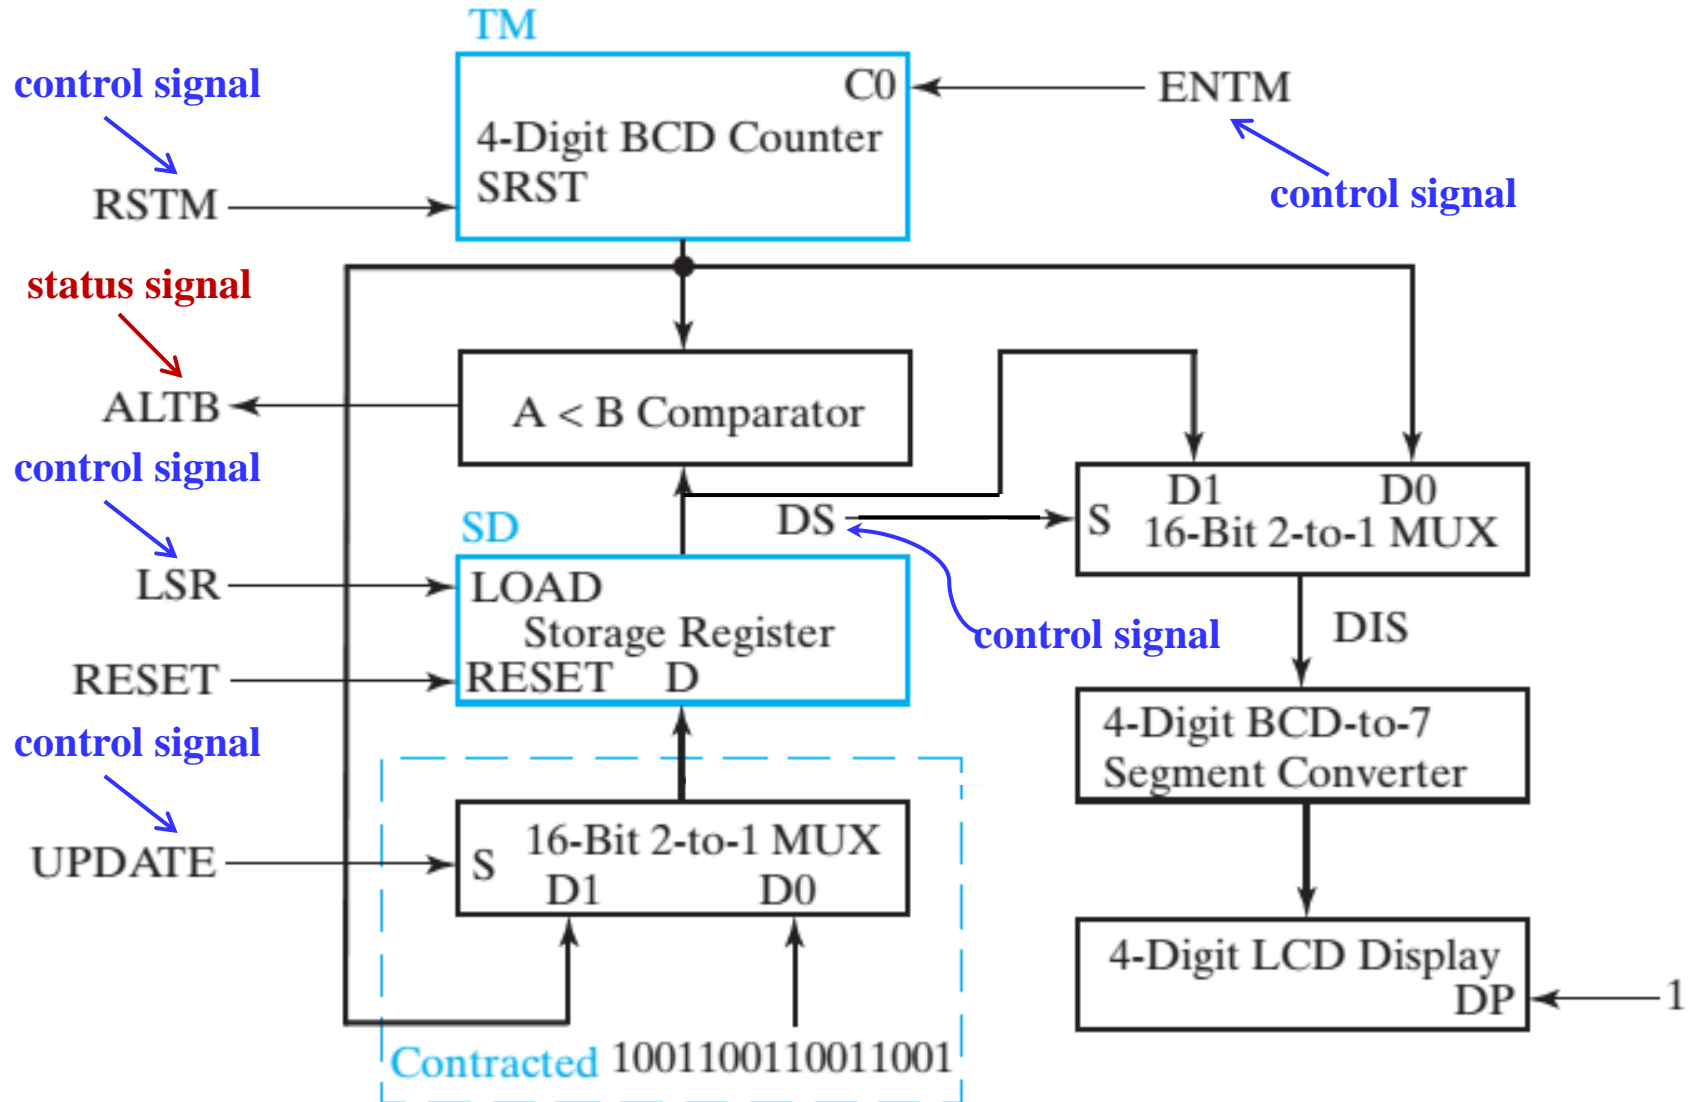 TM
control signal
C0
ENTM
4-Digit BCD Counter
SRST
RSTM
control signal
status signal
ALTB
A < B Comparator
control signal
D1 D0
S 16-Bit 2-to-1 MUX
DS
SD
LSR
LOAD
Storage Register
RESET
RESET D
control signal
DIS
control signal
4-Digit BCD-to-7
Segment Converter
UPDATE
S 16-Bit 2-to-1 MUX
D1 D0
4-Digit LCD Display
DP
1
Contracted 1001100110011001